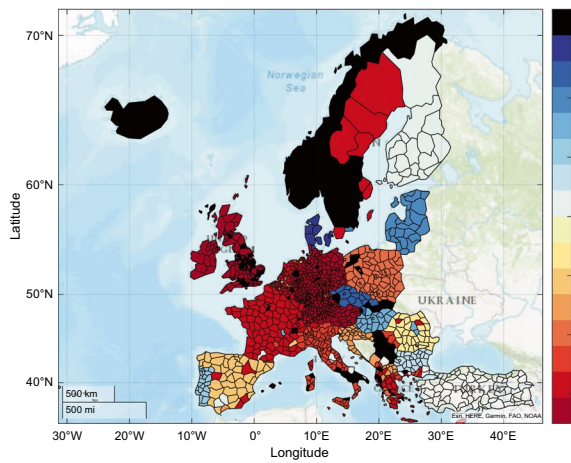 70°N
60°N
50°N
40°N
Latitude
Norwegian
Sea
UKRAINE
500 km
500 mi
Esri, HERE, Garmin, FAO, NOAA
30°W 20°W 10°W 0° 10°E 20°E 30°E 40°E
Longitude